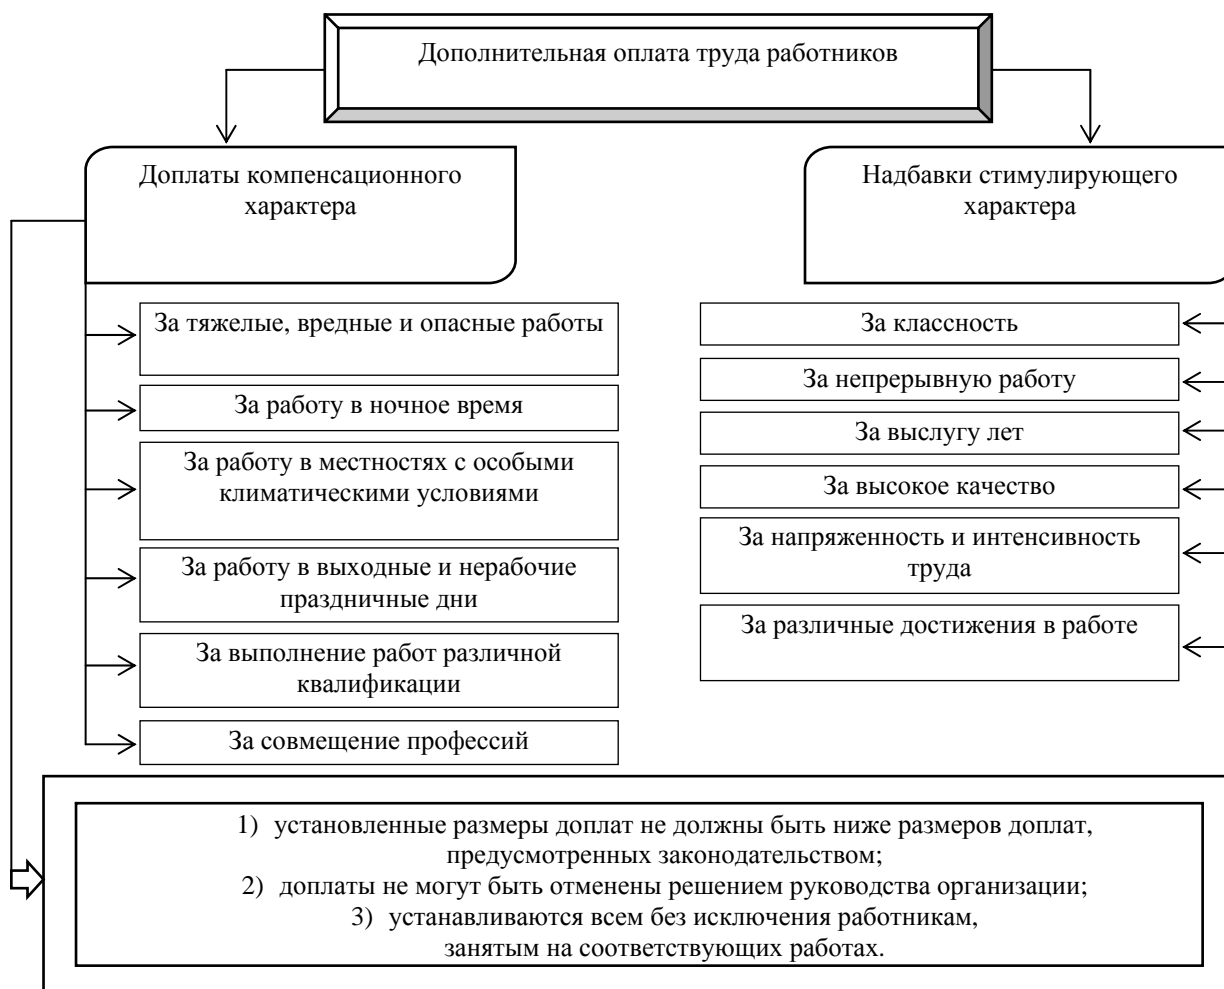 Дополнительная оплата труда работников
Доплаты компенсационного
характера
За тяжелые, вредные и опасные работы
За работу в ночное время
За работу в местностях с особыми
климатическими условиями
За работу в выходные и нерабочие
праздничные дни
За выполнение работ различной
квалификации
За совмещение профессий
Надбавки стимулирующего
характера
За классность
За непрерывную работу
За выслугу лет
За высокое качество
За напряженность и интенсивность
труда
За различные достижения в работе
1) установленные размеры доплат не должны быть ниже размеров доплат,
предусмотренных законодательством;
2) доплаты не могут быть отменены решением руководства организации;
3) устанавливаются всем без исключения работникам,
занятым на соответствующих работах.